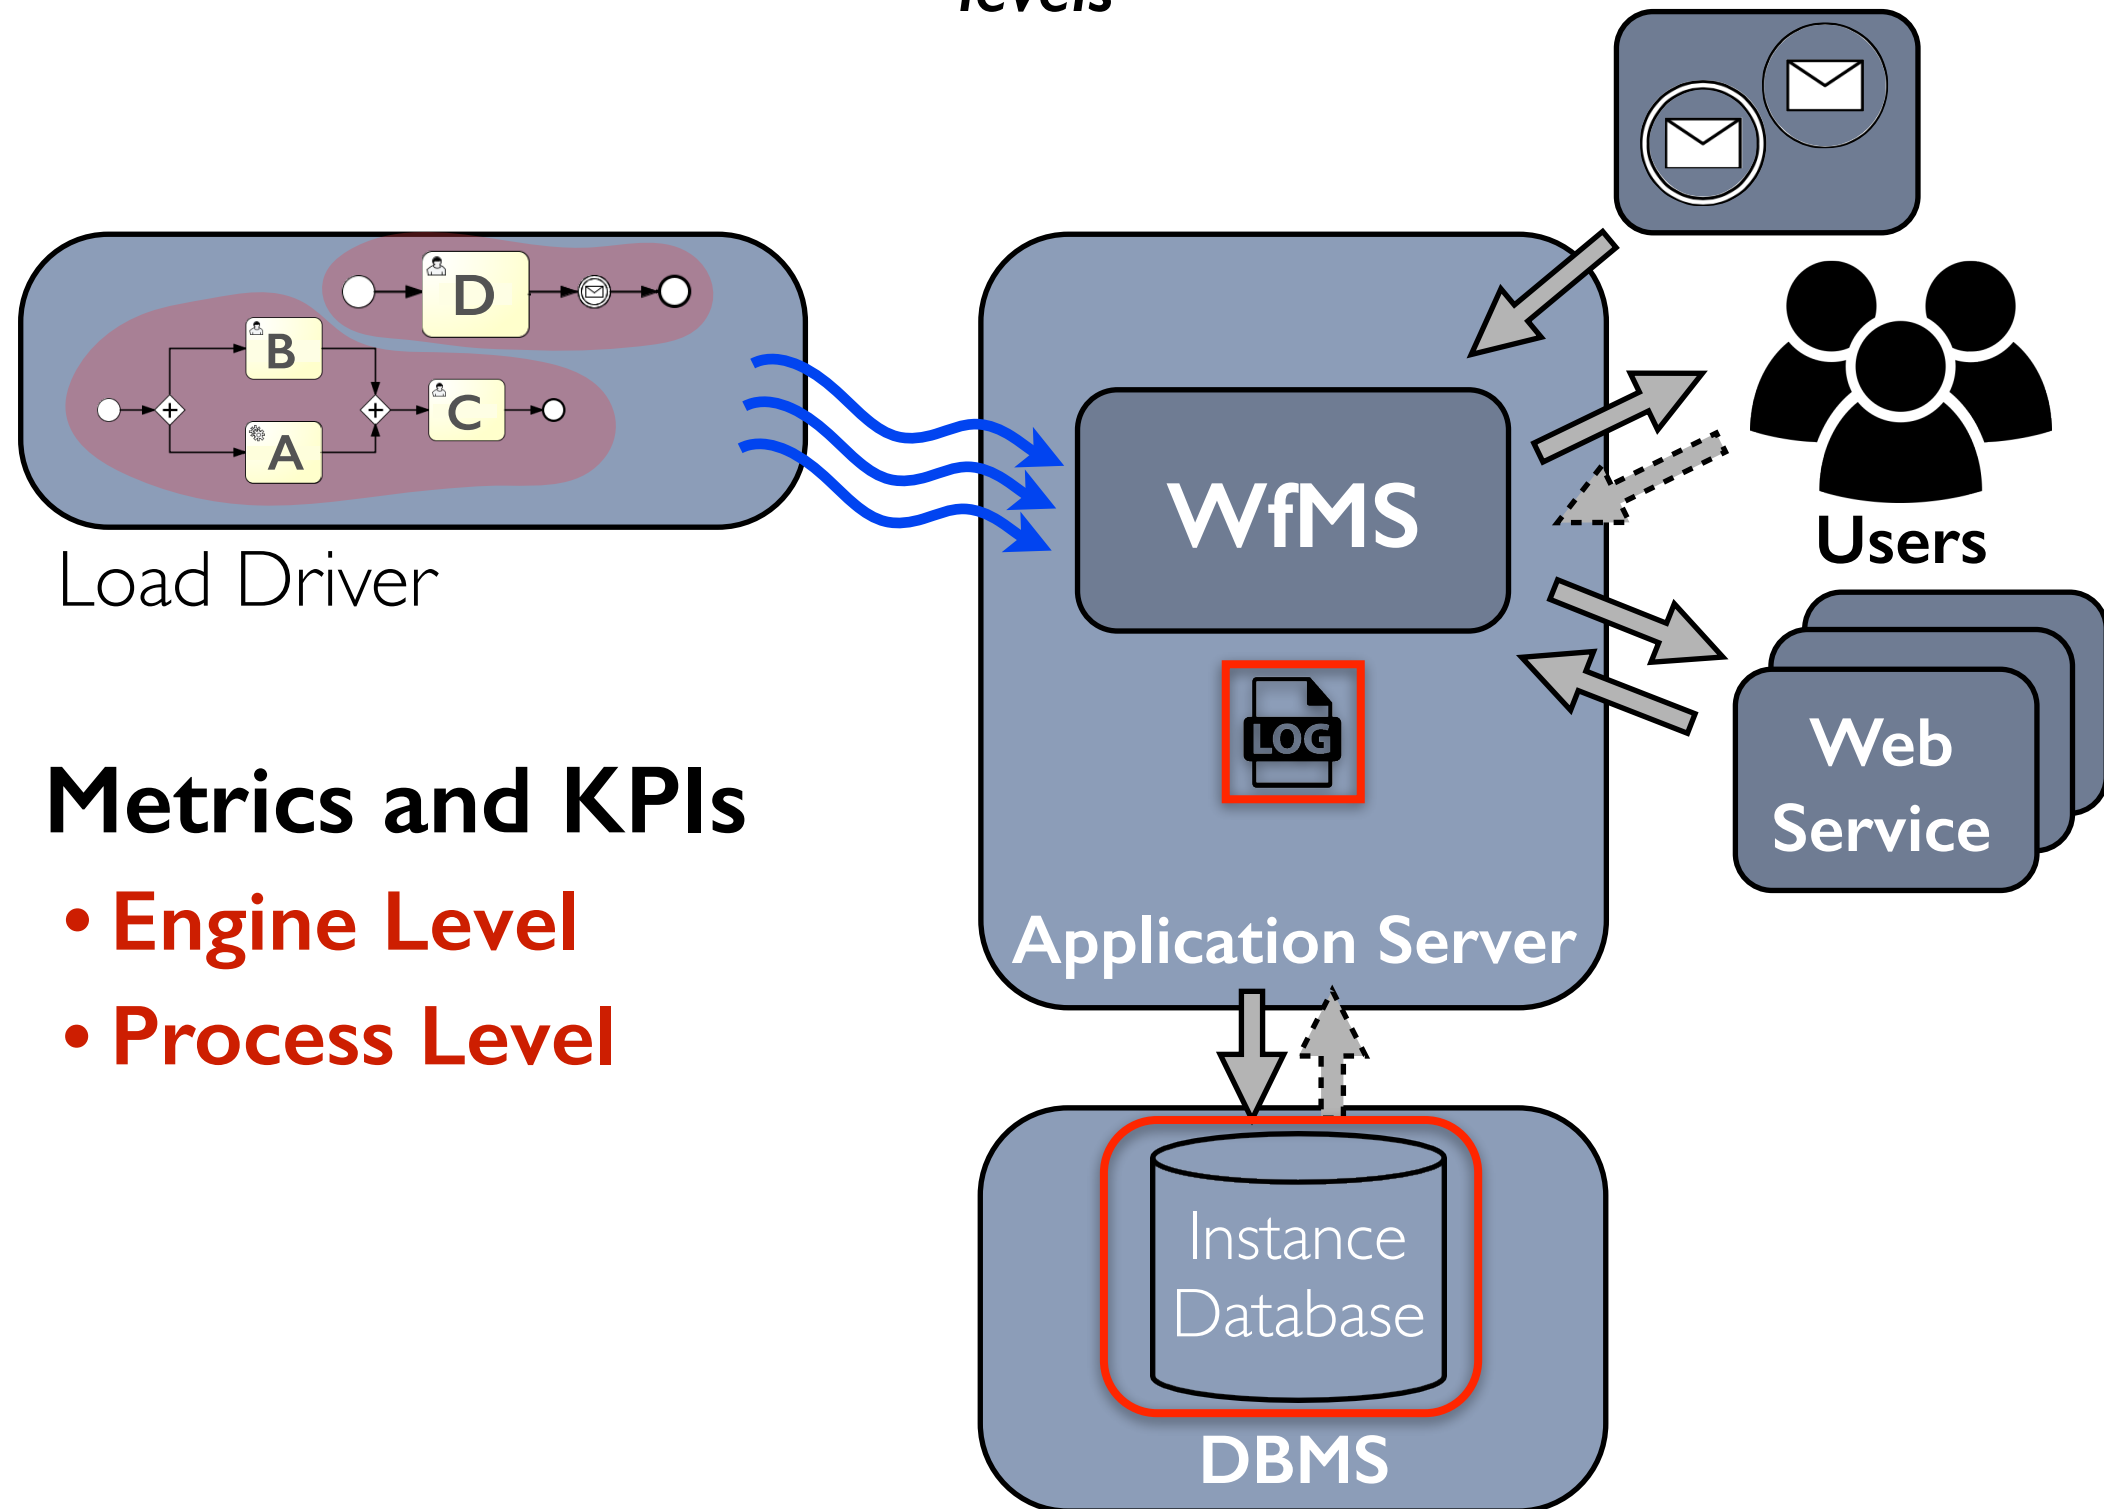 levels
D
B
A
C
Load Driver
WfMS
LOG
Application Server
Users
Web
Service
Metrics and KPIs
• Engine Level
• Process Level
Instance
Database
DBMS